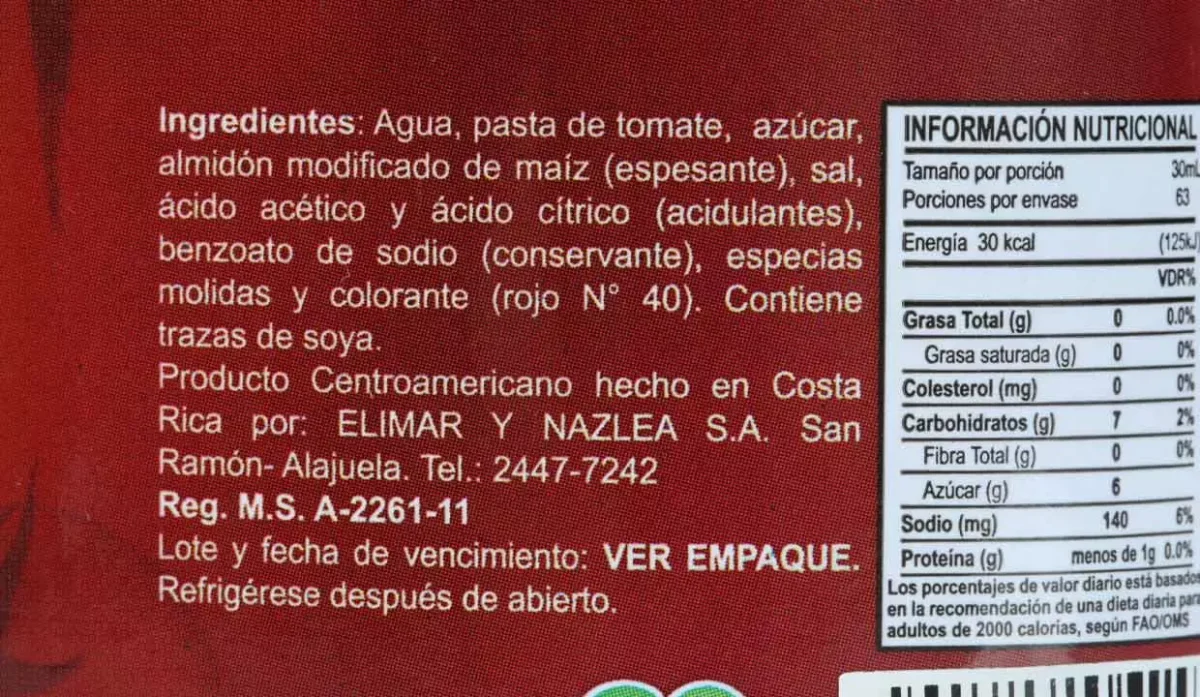 Ingredientes: Agua, pasta de tomate, azúcar,
almidón modificado de maíz (espesante), sal,
ácido acético y ácido cítrico (acidulantes),
benzoato de sodio (conservante), especias
molidas y colorante (rojo N° 40). Contiene
trazas de soya.
Producto Centroamericano hecho en Costa
Rica por: ELIMAR Y NAZLEA S.A. San
Ramón- Alajuela. Tel.: 2447-7242
Reg. M.S. A-2261-11
Lote y fecha de vencimiento: VER EMPAQUE.
Refrigérese después de abierto.
INFORMACIÓN NUTRICIONAL
Tamaño por porción 30mL
Porciones por envase 63
Energía 30 kcal (125kJ)
VDR%
Grasa Total (g) 0 0.0%
Grasa saturada (g) 0 0%
Colesterol (mg) 0 0%
Carbohidratos (g) 7 2%
Fibra Total (g) 0 0%
Azúcar (g) 6
Sodio (mg) 140 6%
Proteína (g) menos de 1g 0.0%
Los porcentajes de valor diario está basados
en la recomendación de una dieta diaria para
adultos de 2000 calorías, según FAO/OMS